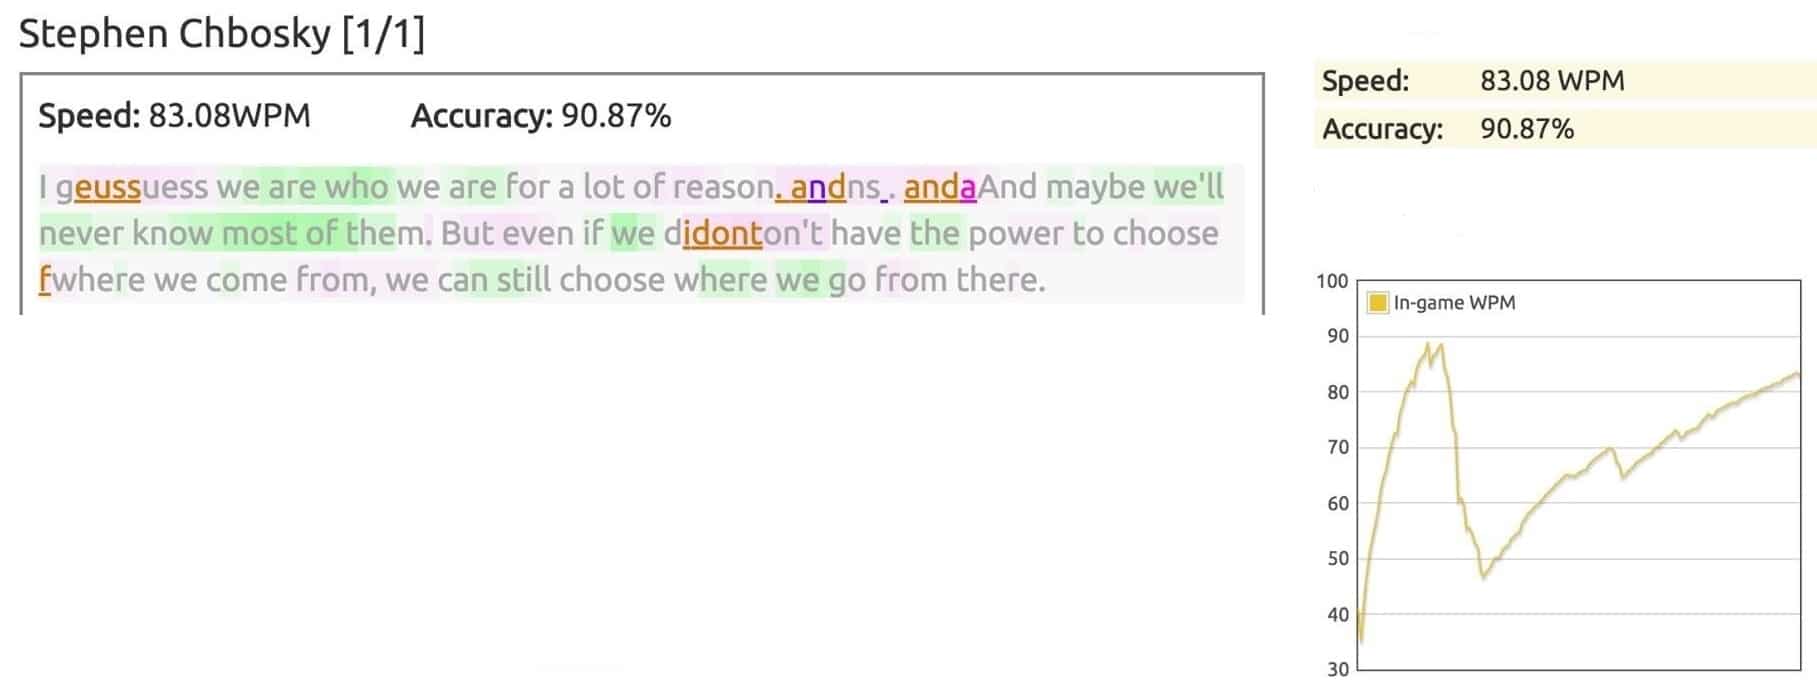 Stephen Chbosky [1/1]
Speed: 83.08WPM Accuracy: 90.87%
I geussuess we are who we are for a lot of reason. andns_. andaAnd maybe we'll
never know most of them. But even if we didonton't have the power to choose
fwhere we come from, we can still choose where we go from there.
Speed: 83.08 WPM
Accuracy: 90.87%
100
In-game WPM
90
80
70
60
50
40
30